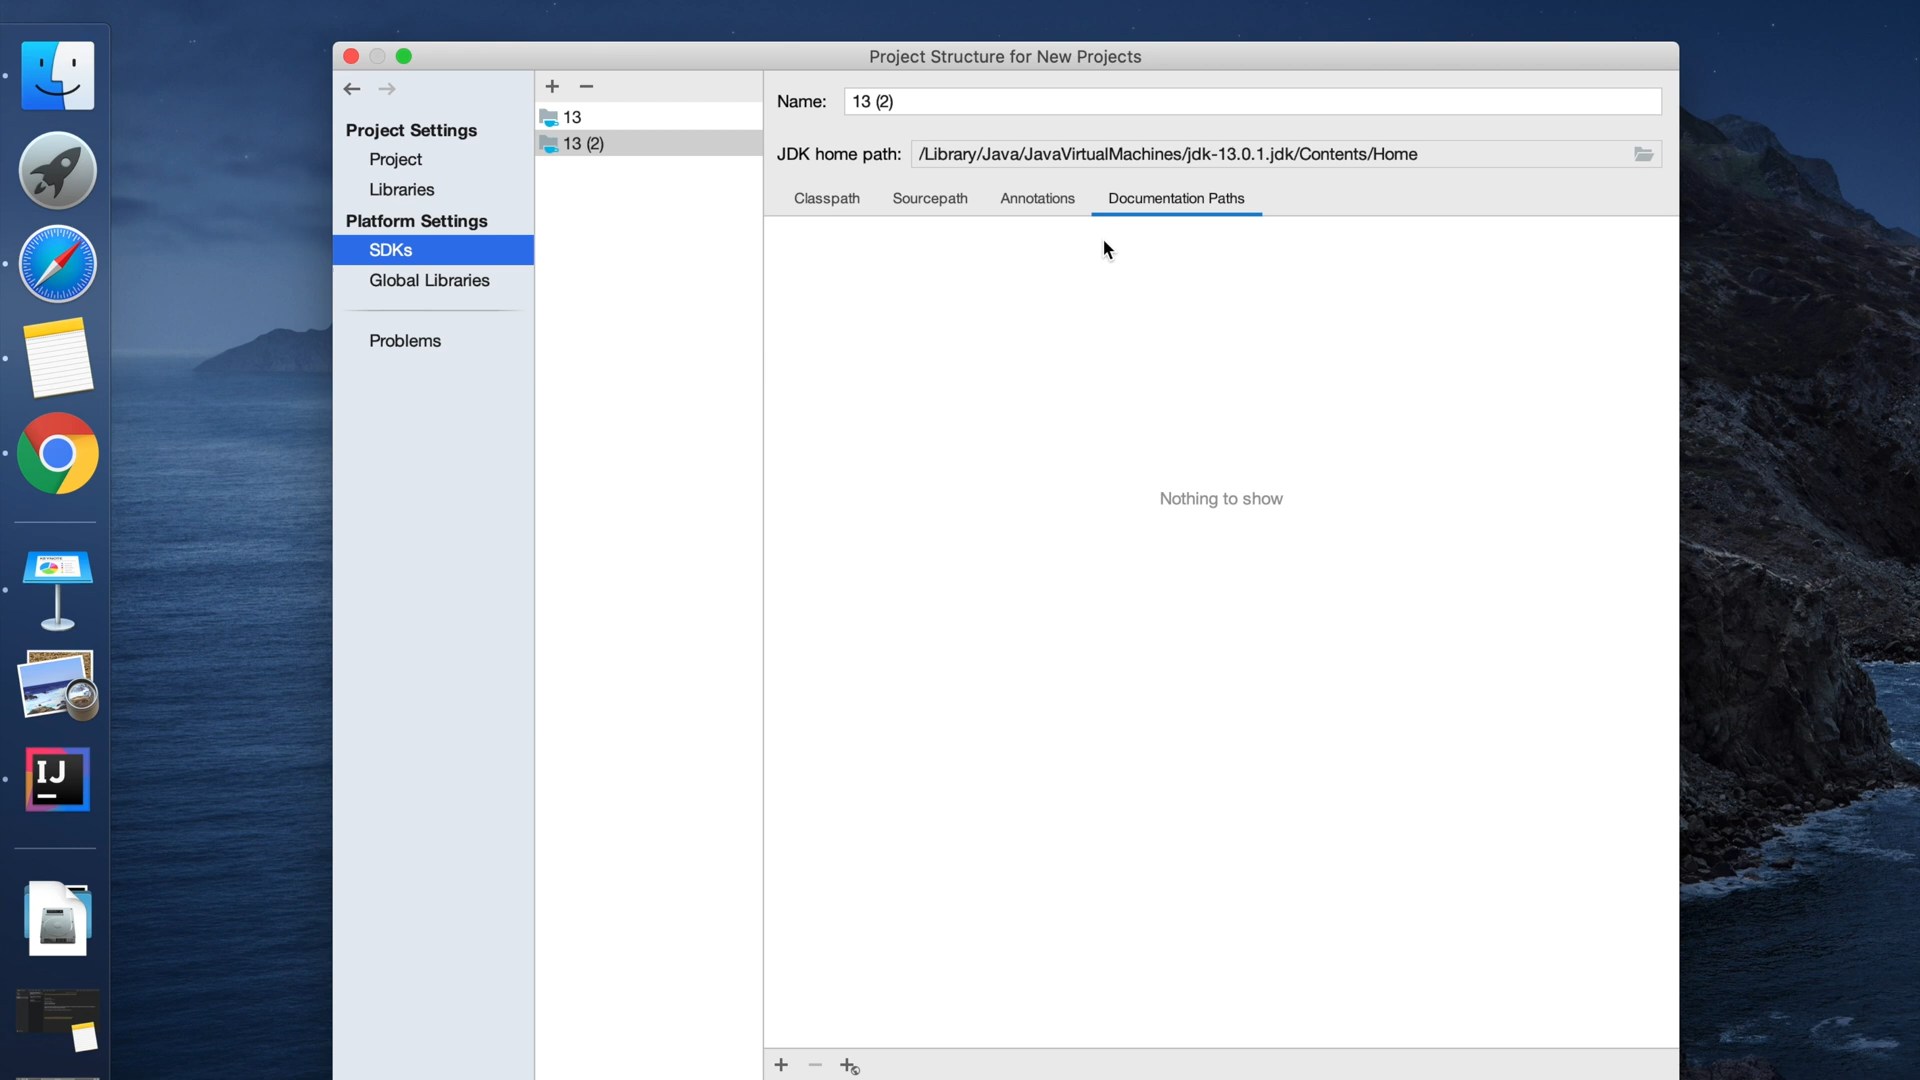 Project Structure for New Projects
Project Settings
Project
Libraries
Platform Settings
SDKs
Global Libraries
Problems
13
13 (2)
Name: 13 (2)
JDK home path: /Library/Java/JavaVirtualMachines/jdk-13.0.1.jdk/Contents/Home
Classpath Sourcepath Annotations Documentation Paths
Nothing to show
KEYNOTE
IJ